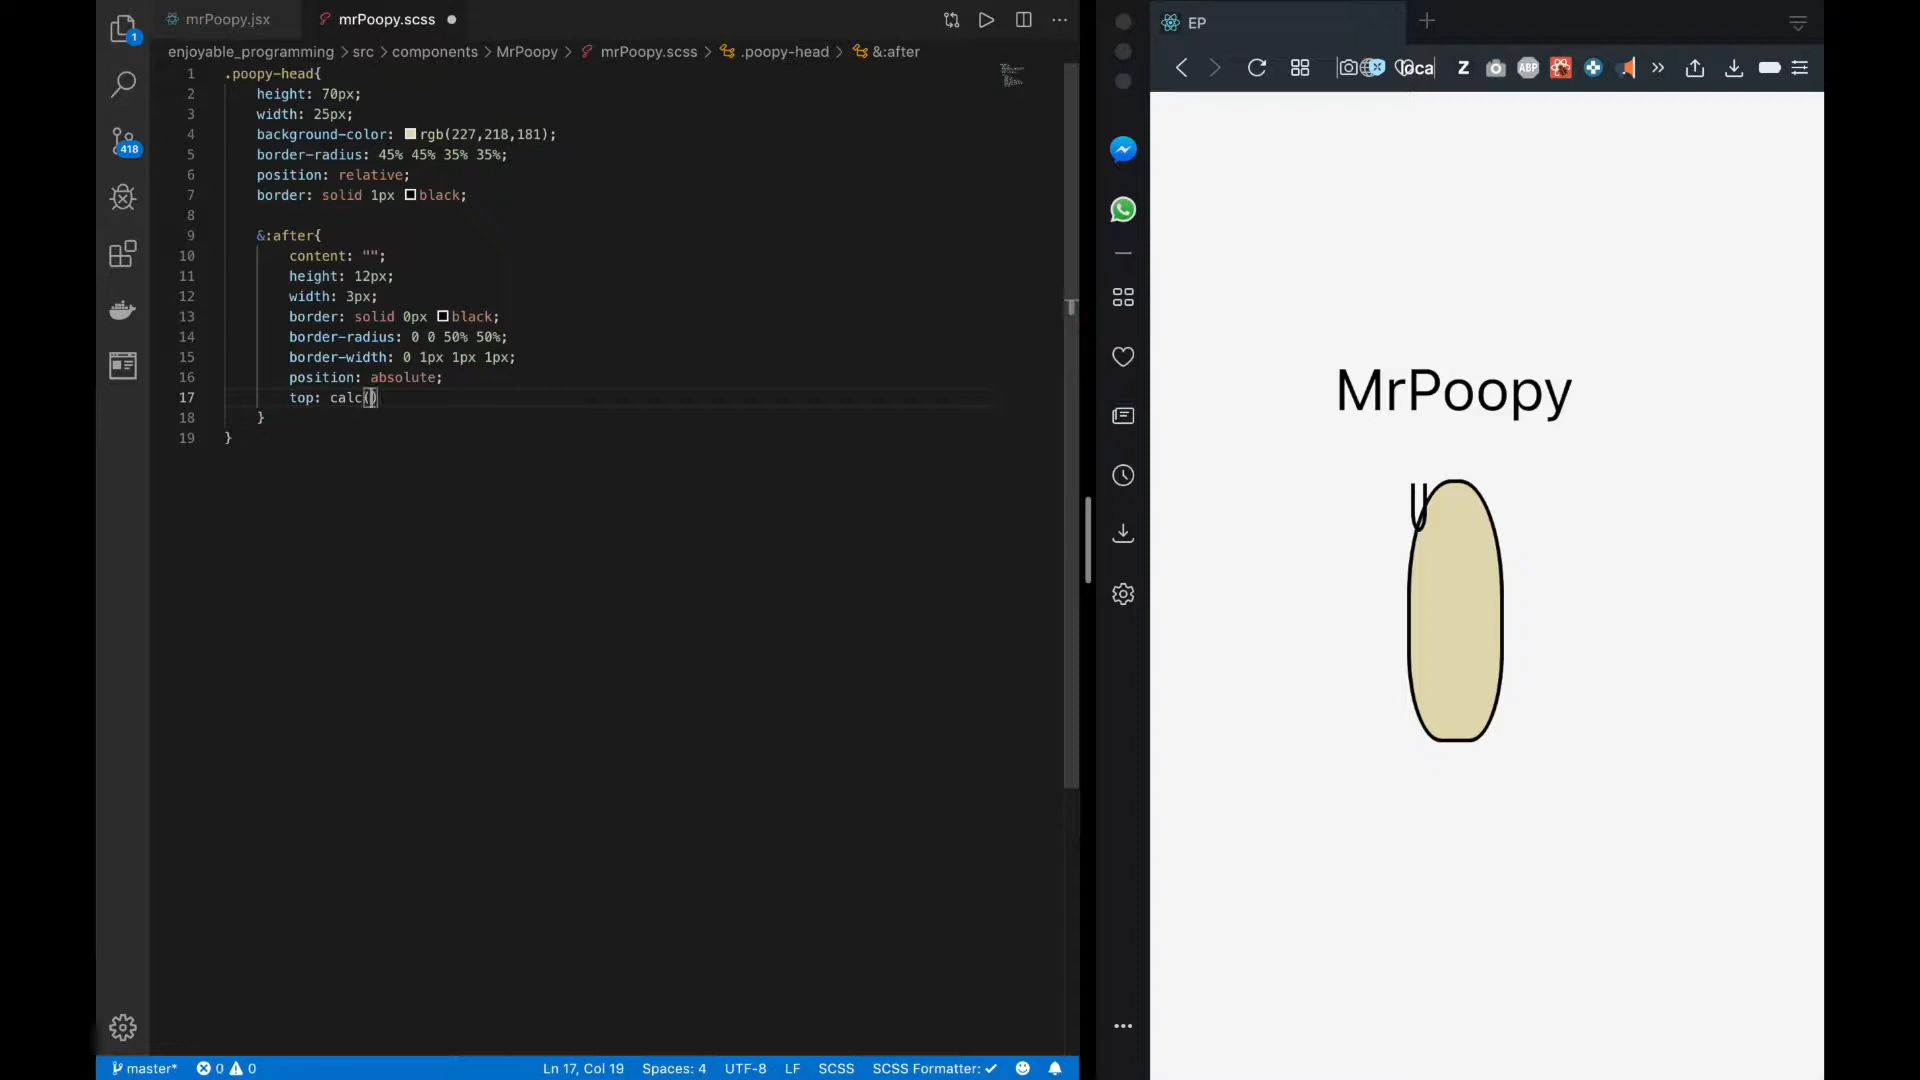 mrPoopy.jsx
mrPoopy.scss
enjoyable_programming > src > components > MrPoopy > mrPoopy.scss > .poopy-head > &:after
1 .poopy-head{
2 height: 70px;
3 width: 25px;
4 background-color: rgb(227,218,181);
5 border-radius: 45% 45% 35% 35%;
6 position: relative;
7 border: solid 1px black;
8
9 &:after{
10 content: "";
11 height: 12px;
12 width: 3px;
13 border: solid 0px black;
14 border-radius: 0 0 50% 50%;
15 border-width: 0 1px 1px 1px;
16 position: absolute;
17 top: calc()
18 }
19 }
1
418
master* 0 0 Ln 17, Col 19 Spaces: 4 UTF-8 LF SCSS SCSS Formatter: ✓
EP
loca Z ABP
MrPoopy